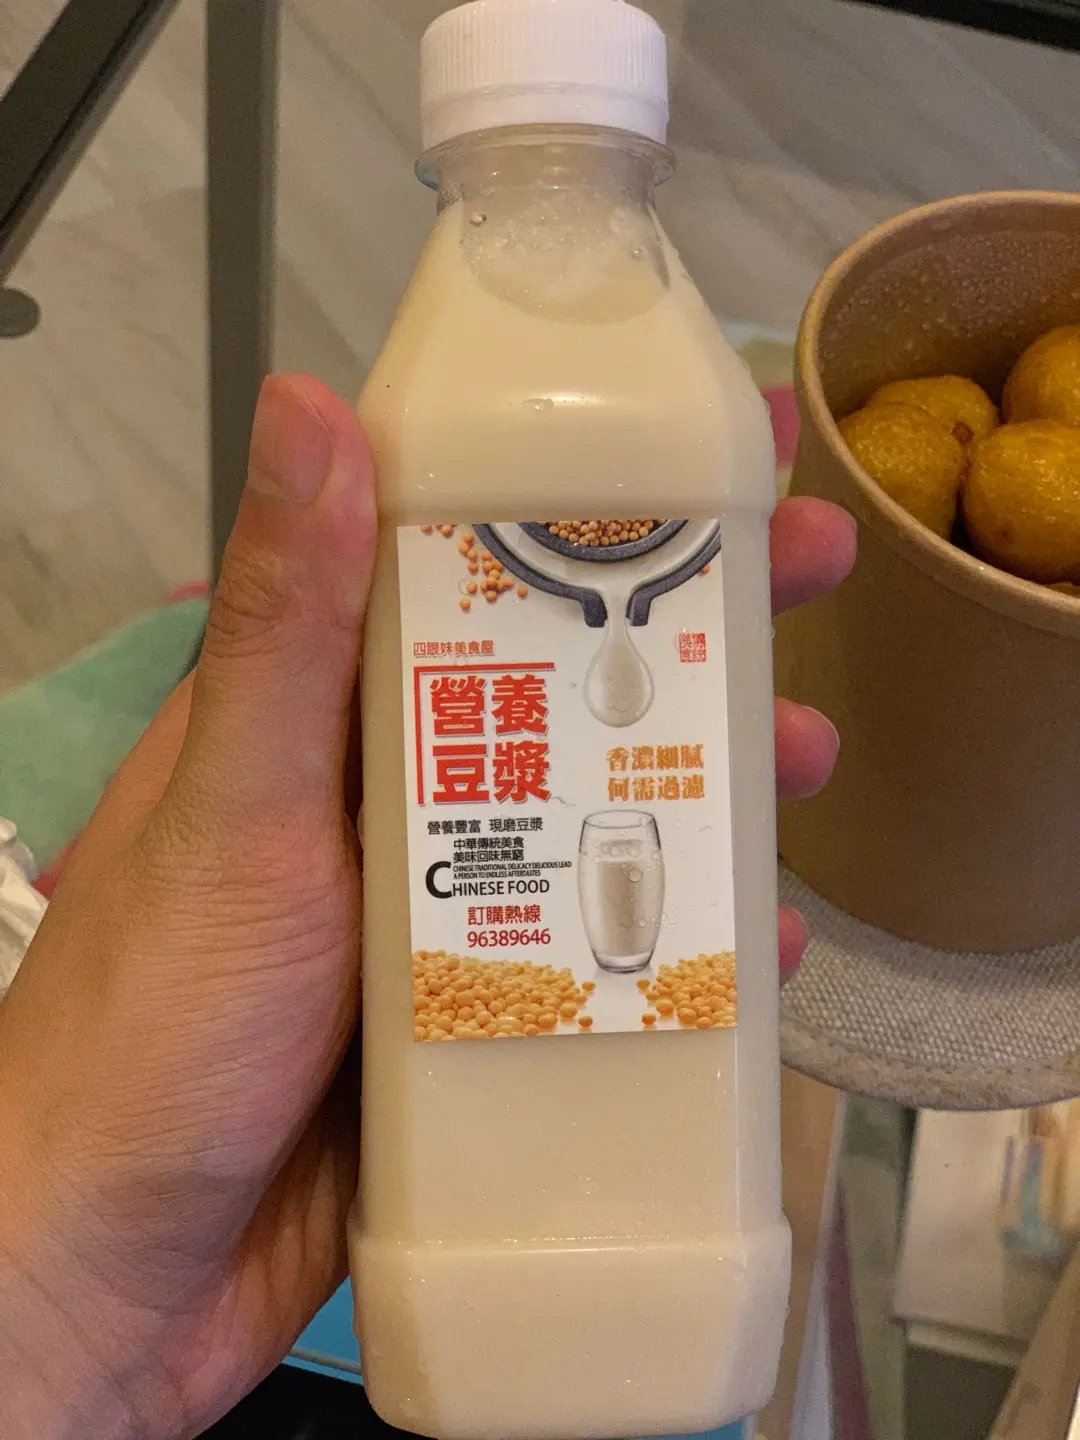 四眼妹美食屋
營養
豆漿
香濃細膩
何需過濾
營養豐富 現磨豆漿
中華傳統美食
美味回味無窮
CHINESE TRADITIONAL DELICACY DELICIOUS LEAD
A PERSON TO ENDLESS AFTERTASTES
CHINESE FOOD
訂購熱線
96389646